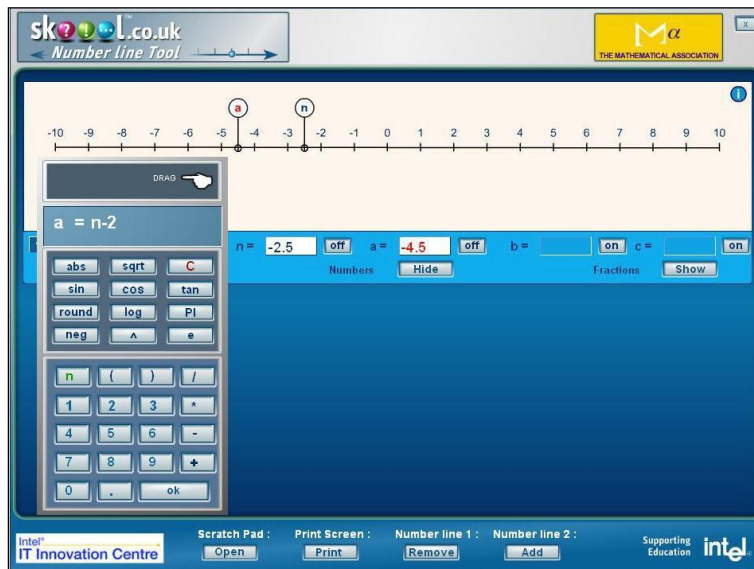 skoool.co.uk
Number line Tool
Mα
THE MATHEMATICAL ASSOCIATION
x
i
a n
-10 -9 -8 -7 -6 -5 -4 -3 -2 -1 0 1 2 3 4 5 6 7 8 9 10
DRAG
a = n-2
n = -2.5 off a = -4.5 off b = on c = on
Numbers Hide Fractions Show
abs sqrt C
sin cos tan
round log PI
neg ^ e
n ( ) /
1 2 3 *
4 5 6 -
7 8 9 +
0 . ok
Intel®
IT Innovation Centre
Scratch Pad : Print Screen : Number line 1 : Number line 2 :
Open Print Remove Add
Supporting
Education
intel